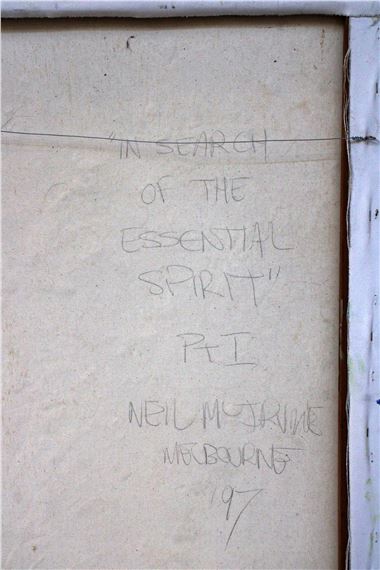 "IN SEARCH
OF THE
ESSENTIAL
SPIRIT"
Pt I
NEIL McIRVINE
MELBOURNE
'97